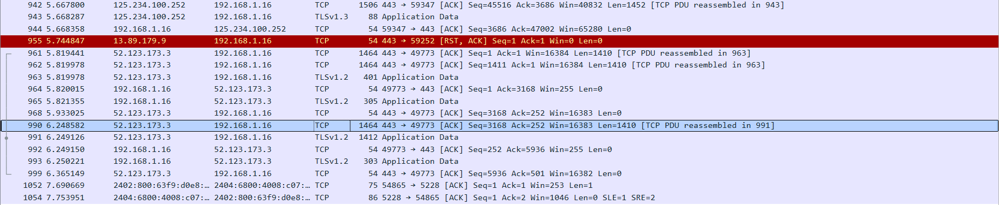 942 5.667800 125.234.100.252 192.168.1.16 TCP 1506 443 → 59347 [ACK] Seq=45516 Ack=3686 Win=40832 Len=1452 [TCP PDU reassembled in 943]
943 5.668287 125.234.100.252 192.168.1.16 TLSv1.3 88 Application Data
944 5.668358 192.168.1.16 125.234.100.252 TCP 54 59347 → 443 [ACK] Seq=3686 Ack=47002 Win=65280 Len=0
955 5.744847 13.89.179.9 192.168.1.16 TCP 54 443 → 59252 [RST, ACK] Seq=1 Ack=1 Win=0 Len=0
961 5.819441 52.123.173.3 192.168.1.16 TCP 1464 443 → 49773 [ACK] Seq=1 Ack=1 Win=16384 Len=1410 [TCP PDU reassembled in 963]
962 5.819978 52.123.173.3 192.168.1.16 TCP 1464 443 → 49773 [ACK] Seq=1411 Ack=1 Win=16384 Len=1410 [TCP PDU reassembled in 963]
963 5.819978 52.123.173.3 192.168.1.16 TLSv1.2 401 Application Data
964 5.820015 192.168.1.16 52.123.173.3 TCP 54 49773 → 443 [ACK] Seq=1 Ack=3168 Win=255 Len=0
965 5.821355 192.168.1.16 52.123.173.3 TLSv1.2 305 Application Data
968 5.933025 52.123.173.3 192.168.1.16 TCP 54 443 → 49773 [ACK] Seq=3168 Ack=252 Win=16383 Len=0
990 6.248582 52.123.173.3 192.168.1.16 TCP 1464 443 → 49773 [ACK] Seq=3168 Ack=252 Win=16383 Len=1410 [TCP PDU reassembled in 991]
991 6.249126 52.123.173.3 192.168.1.16 TLSv1.2 1412 Application Data
992 6.249150 192.168.1.16 52.123.173.3 TCP 54 49773 → 443 [ACK] Seq=252 Ack=5936 Win=255 Len=0
993 6.250221 192.168.1.16 52.123.173.3 TLSv1.2 303 Application Data
999 6.365149 52.123.173.3 192.168.1.16 TCP 54 443 → 49773 [ACK] Seq=5936 Ack=501 Win=16382 Len=0
1052 7.690669 2402:800:63f9:d0e8:… 2404:6800:4008:c07:… TCP 75 54865 → 5228 [ACK] Seq=1 Ack=1 Win=253 Len=1
1054 7.753951 2404:6800:4008:c07:… 2402:800:63f9:d0e8:… TCP 86 5228 → 54865 [ACK] Seq=1 Ack=2 Win=1046 Len=0 SLE=1 SRE=2